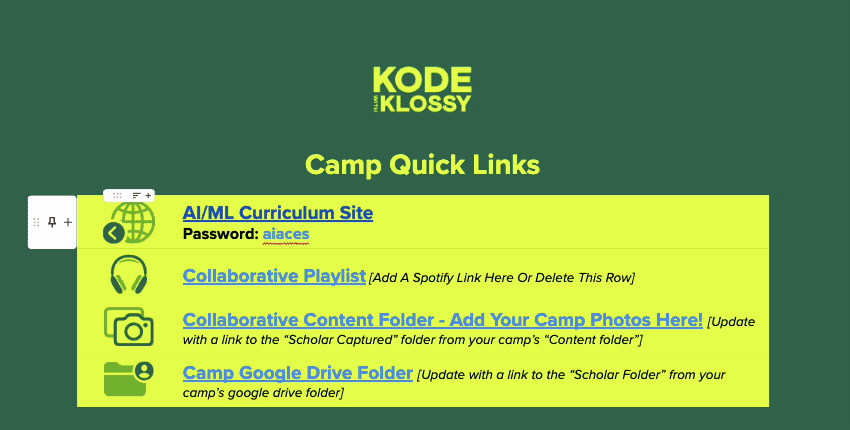 KODE
WITH KLOSSY
Camp Quick Links
AI/ML Curriculum Site
Password: aiaces
Collaborative Playlist [Add A Spotify Link Here Or Delete This Row]
Collaborative Content Folder - Add Your Camp Photos Here! [Update
with a link to the “Scholar Captured” folder from your camp’s “Content folder”]
Camp Google Drive Folder [Update with a link to the “Scholar Folder” from your
camp’s google drive folder]